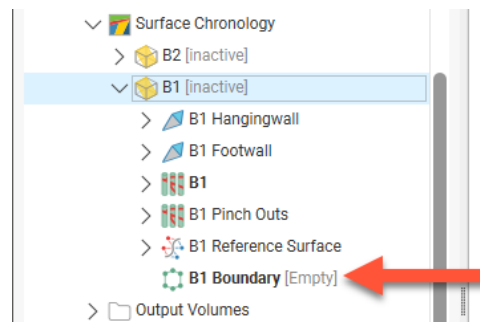 Surface Chronology
B2 [inactive]
B1 [inactive]
B1 Hangingwall
B1 Footwall
B1
B1 Pinch Outs
B1 Reference Surface
B1 Boundary [Empty]
Output Volumes